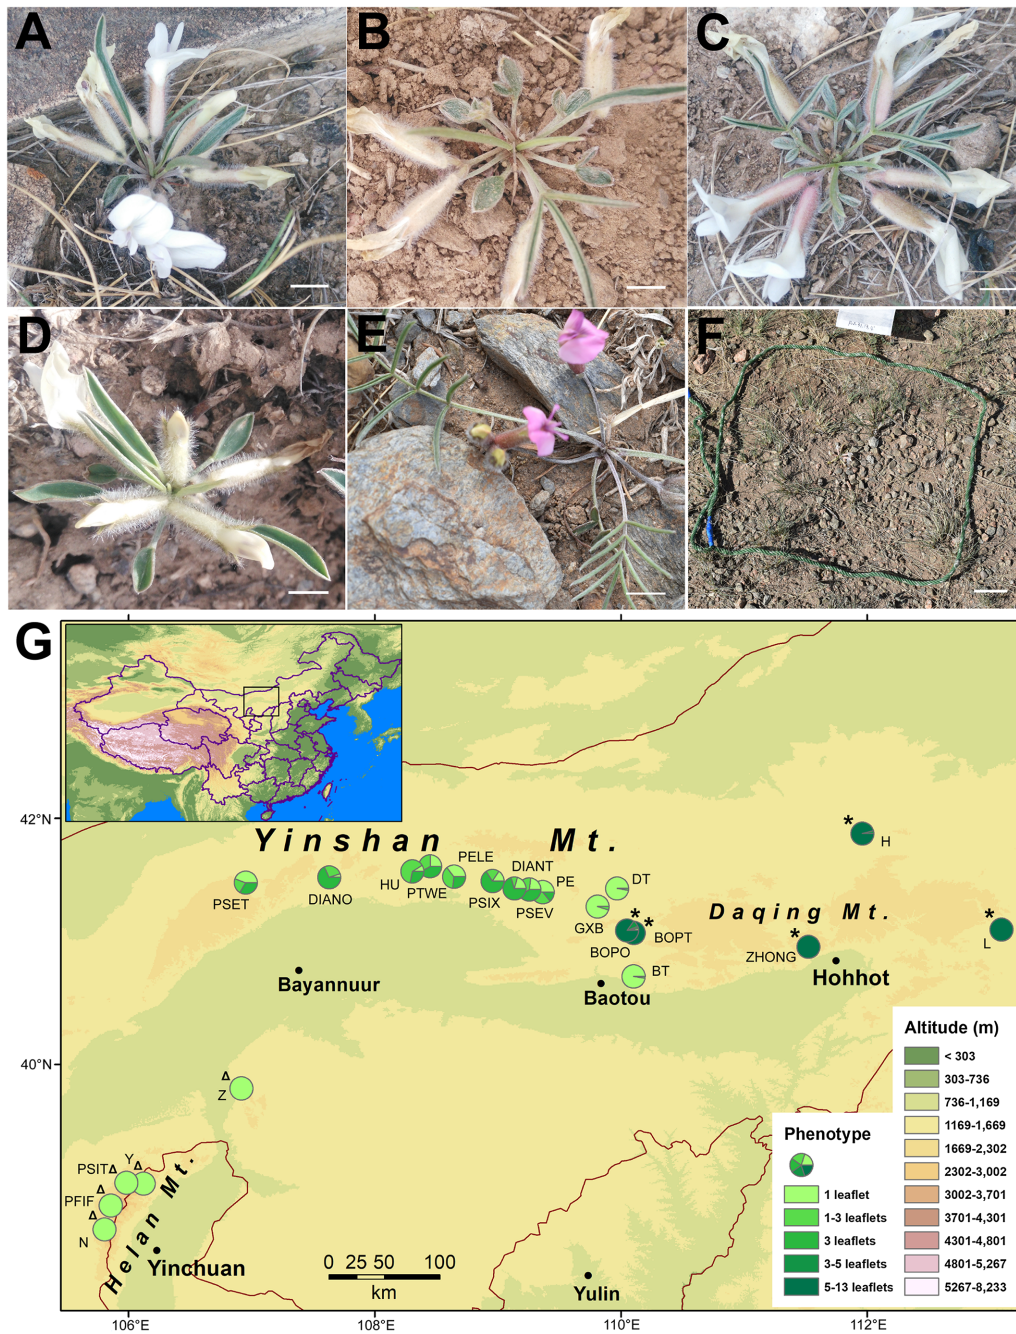 A
B
C
D
E
F
G
42°N
40°N
106°E
108°E
110°E
112°E
Yinshan Mt.
Daqing Mt.
Helan Mt.
PSET
DIANO
HU
PTWE
PELE
PSIX
DIANT
PSEV
PE
DT
GXB
BOPO
* *
BOPT
BT
*
ZHONG
*
H
*
L
Bayannuur
Baotou
Hohhot
Δ
Z
PSITΔ
Y Δ
PFIF Δ
Δ
N
Yinchuan
Yulin
0 25 50 100
km
Phenotype
1 leaflet
1-3 leaflets
3 leaflets
3-5 leaflets
5-13 leaflets
Altitude (m)
< 303
303-736
736-1,169
1169-1,669
1669-2,302
2302-3,002
3002-3,701
3701-4,301
4301-4,801
4801-5,267
5267-8,233